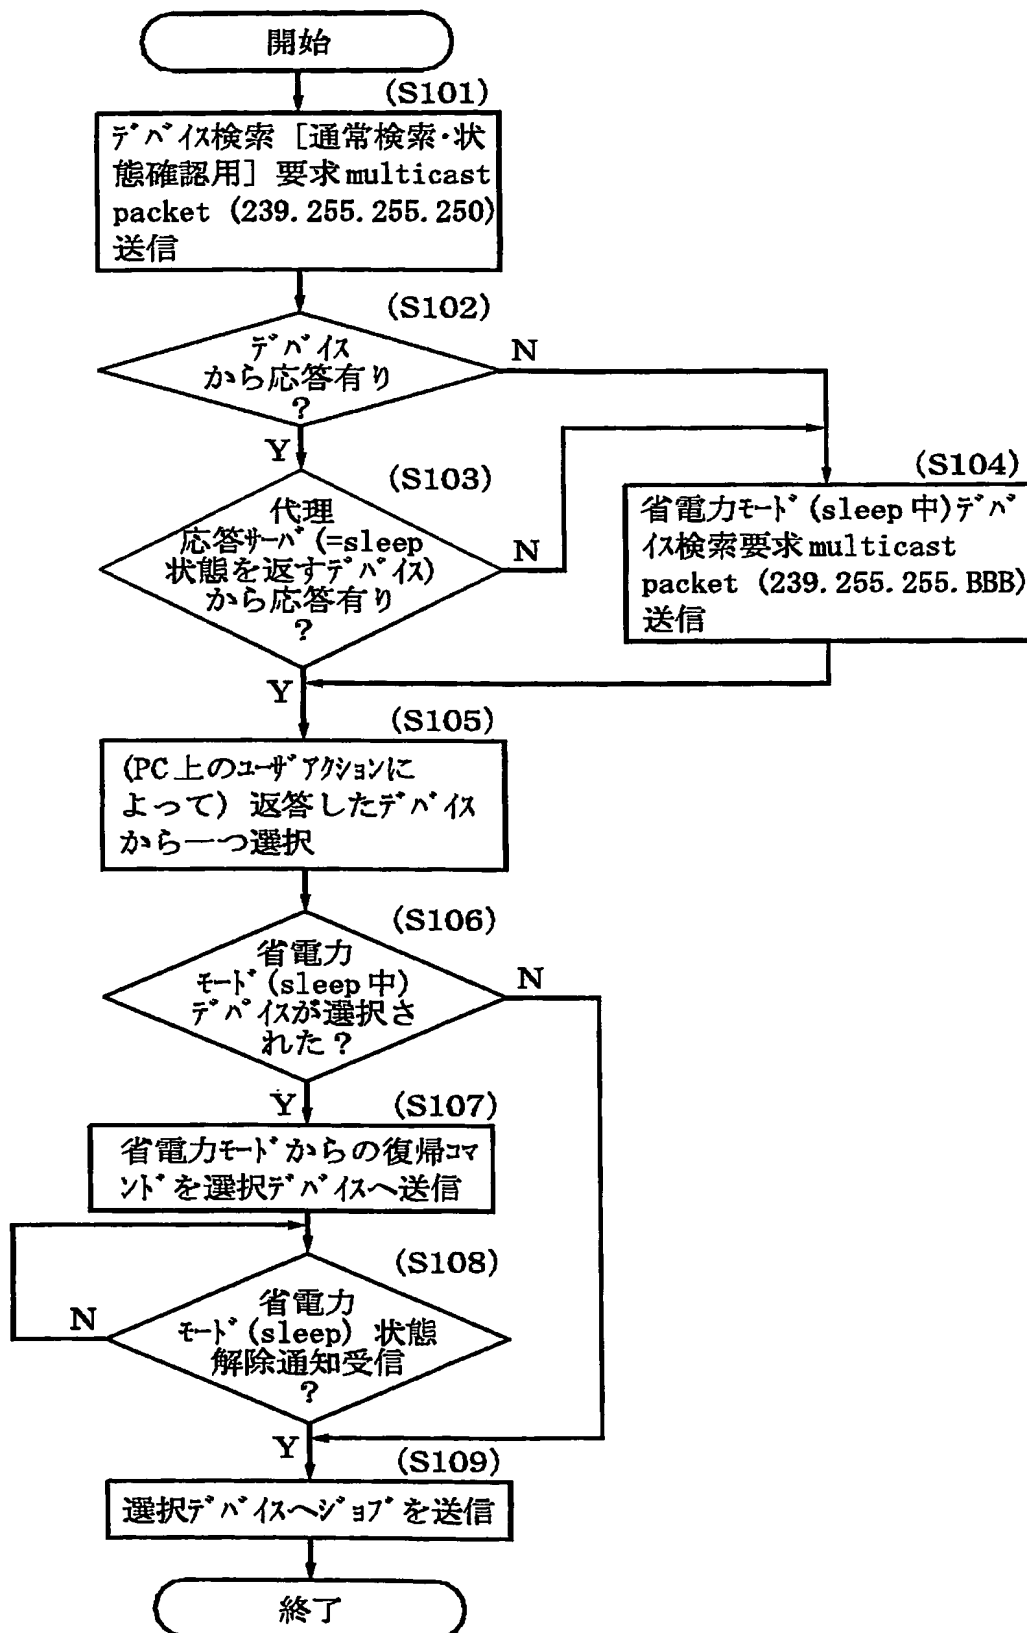 開始
(S101)
デバイス検索［通常検索・状
態確認用］要求multicast
packet (239.255.255.250)
送信
(S102)
デバイス
から応答有り
？
N
Y
(S103)
代理
応答サーバ(=sleep
状態を返すデバイス)
から応答有り
？
N
Y
(S104)
省電力モード(sleep中)デバ
イス検索要求multicast
packet (239.255.255.BBB)
送信
(S105)
(PC上のユーザアクションに
よって) 返答したデバイス
から一つ選択
(S106)
省電力
モード(sleep中)
デバイスが選択さ
れた？
N
Y
(S107)
省電力モードからの復帰コマ
ンドを選択デバイスへ送信
(S108)
省電力
モード(sleep) 状態
解除通知受信
？
N
Y
(S109)
選択デバイスへジョブを送信
終了